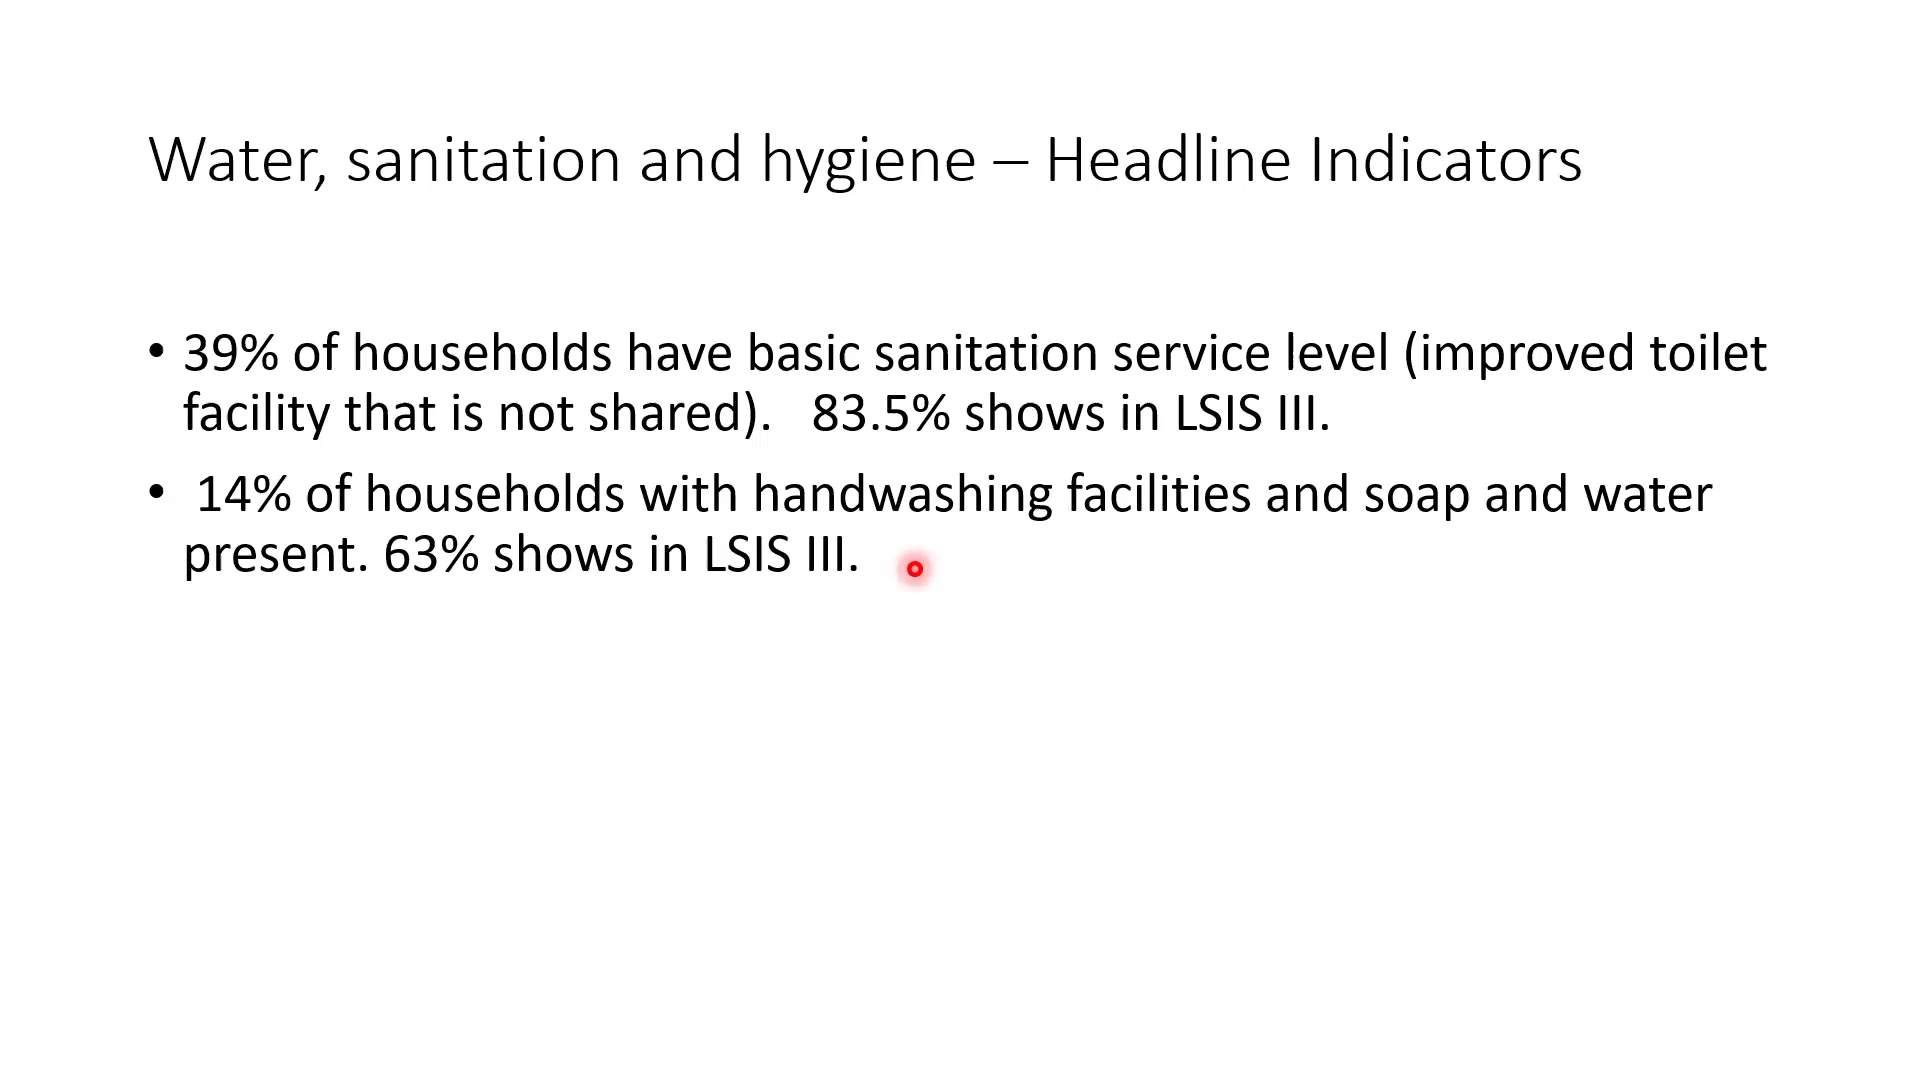 Water, sanitation and hygiene – Headline Indicators
• 39% of households have basic sanitation service level (improved toilet
facility that is not shared).   83.5% shows in LSIS III.
•  14% of households with handwashing facilities and soap and water
present. 63% shows in LSIS III.